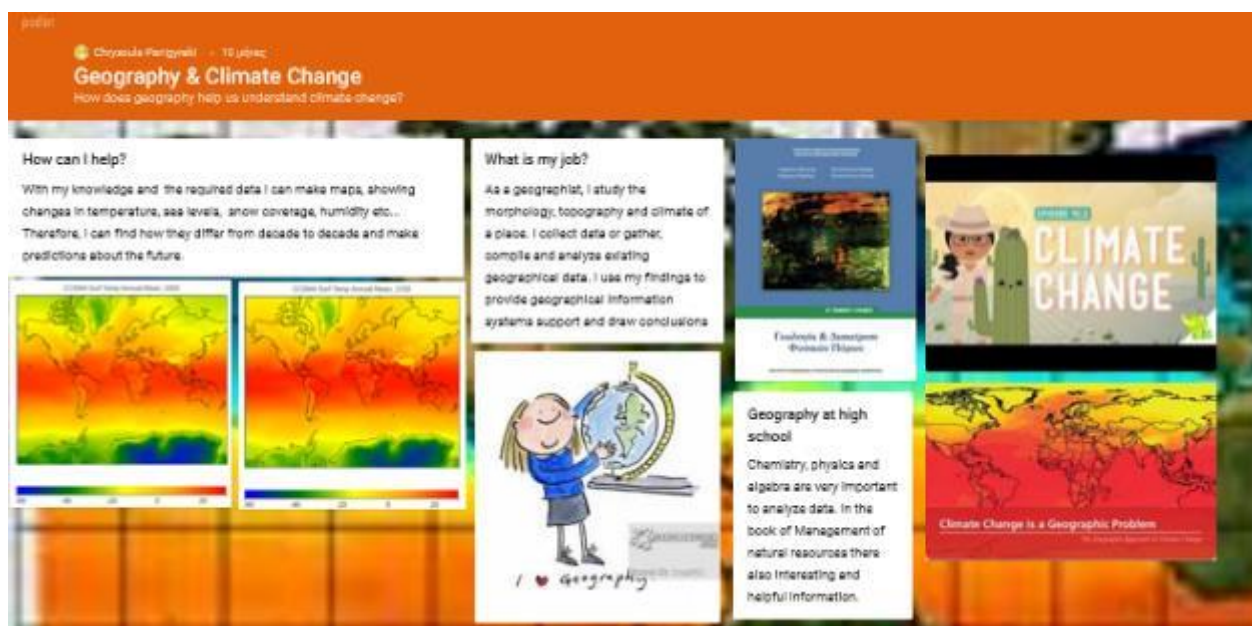 padlet
Chrysoula Perigyraki • 10 μήνες
Geography & Climate Change
How does geography help us understand climate change?
How can I help?
With my knowledge and the required data I can make maps, showing
changes in temperature, sea levels, snow coverage, humidity etc...
Therefore, I can find how they differ from decade to decade and make
predictions about the future.
What is my job?
As a geographist, I study the
morphology, topography and climate of
a place. I collect data or gather,
compile and analyze existing
geographical data. I use my findings to
provide geographical information
systems support and draw conclusions
I geography
Γεωλογία & Διαχείριση
Φυσικών Πόρων
Geography at high
school
Chemistry, physics and
algebra are very important
to analyze data. In the
book of Management of
natural resources there
also interesting and
helpful information.
CLIMATE
CHANGE
Climate Change is a Geographic Problem